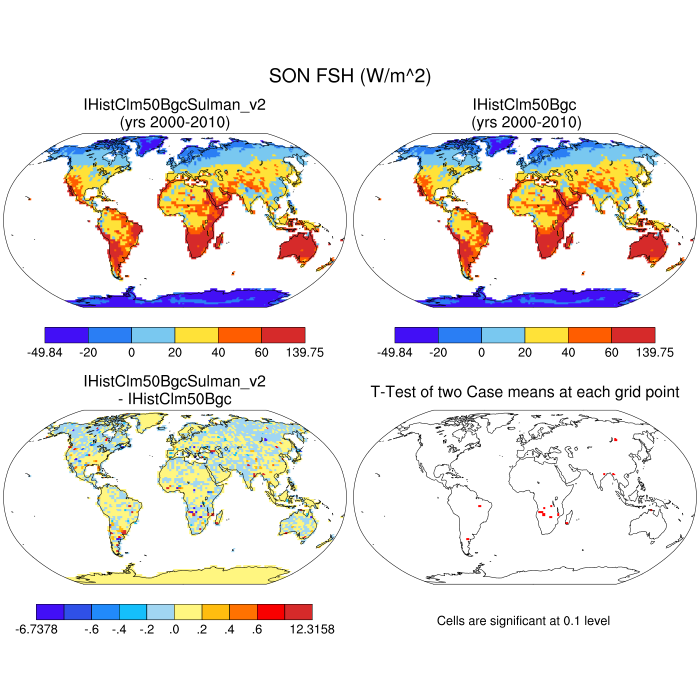 SON FSH (W/m^2)
IHistClm50BgcSulman_v2
(yrs 2000-2010)
IHistClm50Bgc
(yrs 2000-2010)
-49.84 -20 0 20 40 60 139.75
-49.84 -20 0 20 40 60 139.75
IHistClm50BgcSulman_v2
- IHistClm50Bgc
T-Test of two Case means at each grid point
-6.7378 -.6 -.4 -.2 .0 .2 .4 .6 12.3158
Cells are significant at 0.1 level